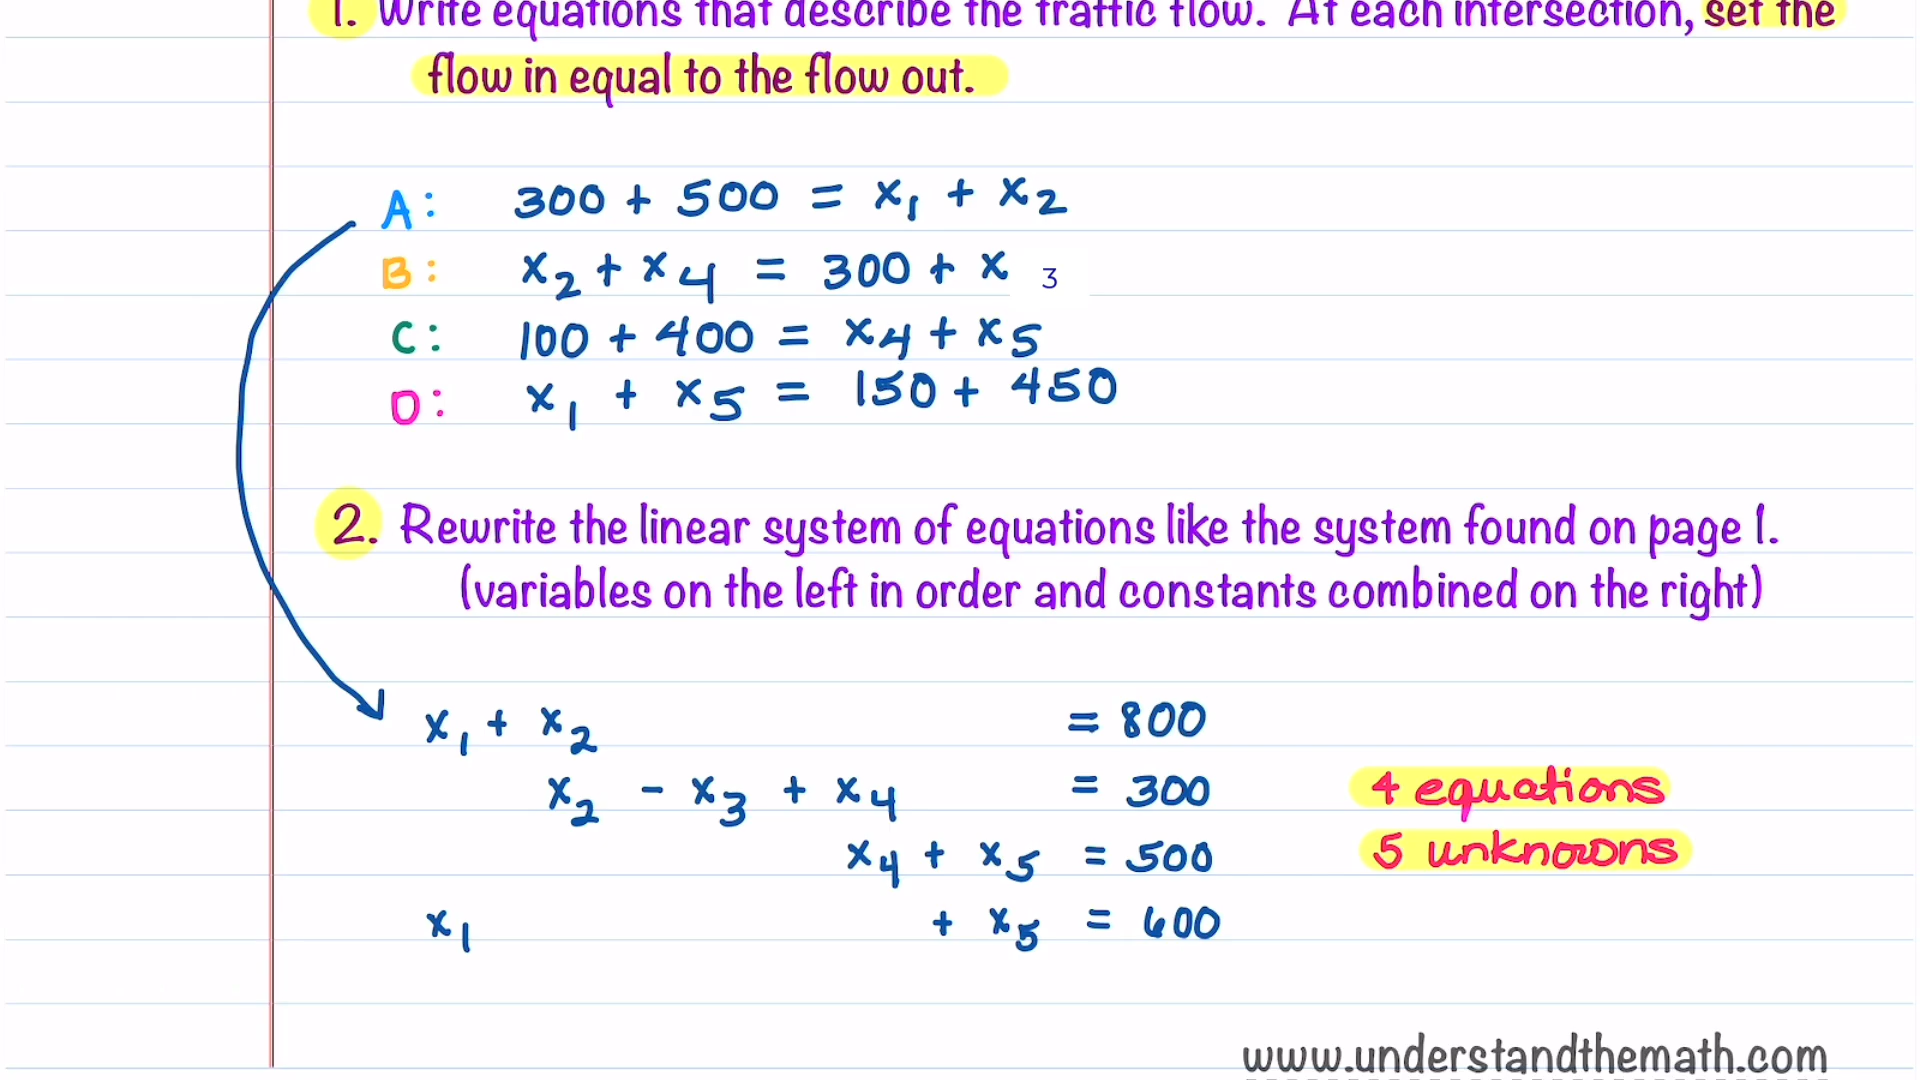 1. Write equations that describe the traffic flow. At each intersection, set the
flow in equal to the flow out.
A: 300 + 500 = x₁ + x₂
B: x₂ + x₄ = 300 + x 3
C: 100 + 400 = x₄ + x₅
D: x₁ + x₅ = 150 + 450
2. Rewrite the linear system of equations like the system found on page 1.
(variables on the left in order and constants combined on the right)
x₁ + x₂ = 800
x₂ - x₃ + x₄ = 300
4 equations
x₄ + x₅ = 500
5 unknowns
x₁ + x₅ = 600
www.understandthemath.com